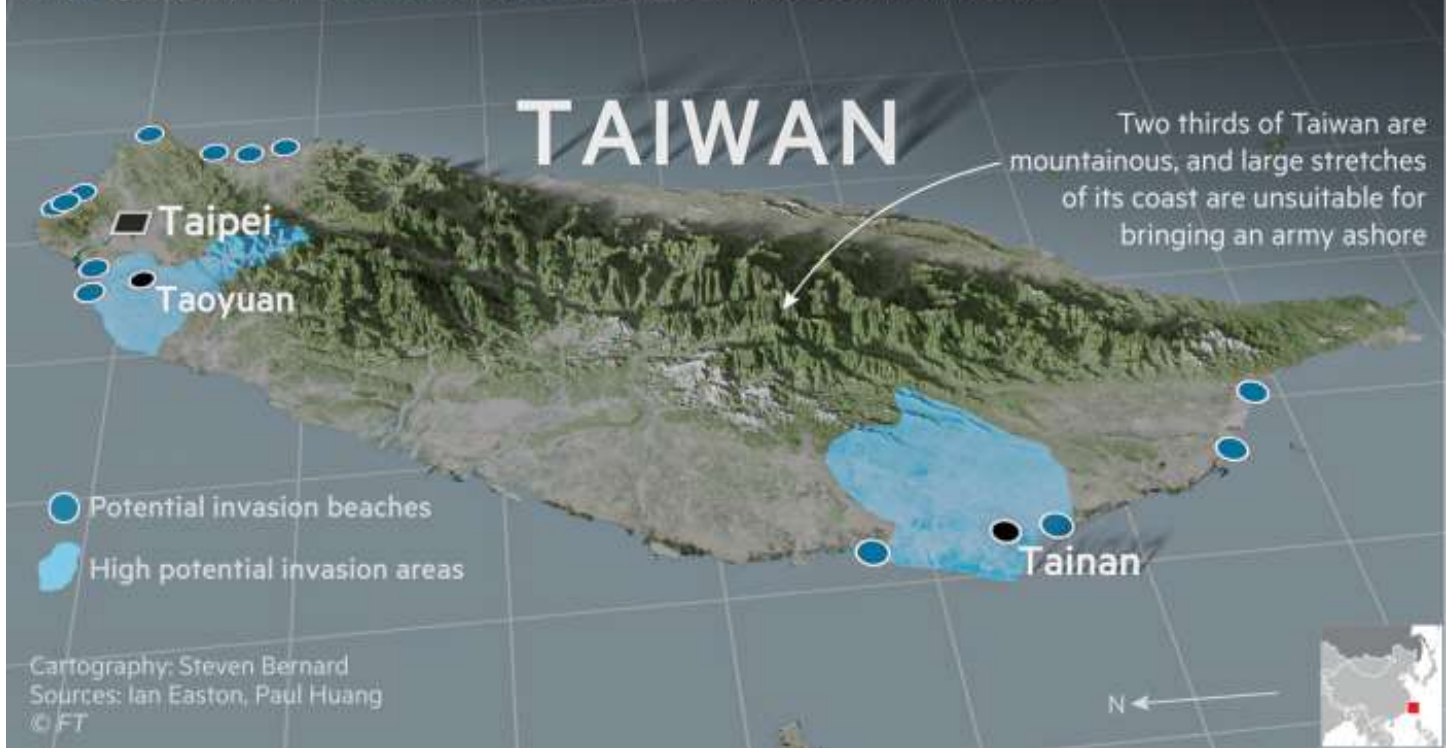 TAIWAN
Two thirds of Taiwan are
mountainous, and large stretches
of its coast are unsuitable for
bringing an army ashore
Taipei
Taoyuan
Tainan
Potential invasion beaches
High potential invasion areas
Cartography: Steven Bernard
Sources: Ian Easton, Paul Huang
© FT
N